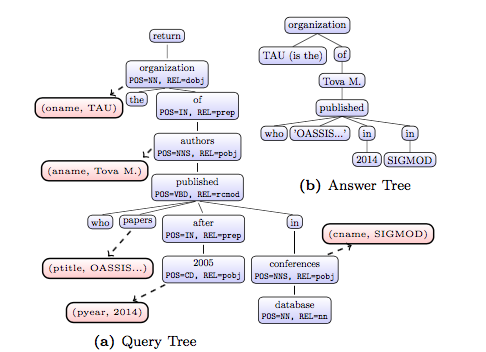 return
organization
POS=NN, REL=dobj
(oname, TAU)
the
of
POS=IN, REL=prep
authors
POS=NNS, REL=pobj
(aname, Tova M.)
published
POS=VBD, REL=rcmod
who
papers
after
POS=IN, REL=prep
in
(ptitle, OASSIS...)
2005
POS=CD, REL=pobj
conferences
POS=NNS, REL=pobj
(cname, SIGMOD)
(pyear, 2014)
database
POS=NN, REL=nn
(a) Query Tree
organization
TAU (is the)
of
Tova M.
published
who
'OASSIS...'
in
in
2014
SIGMOD
(b) Answer Tree